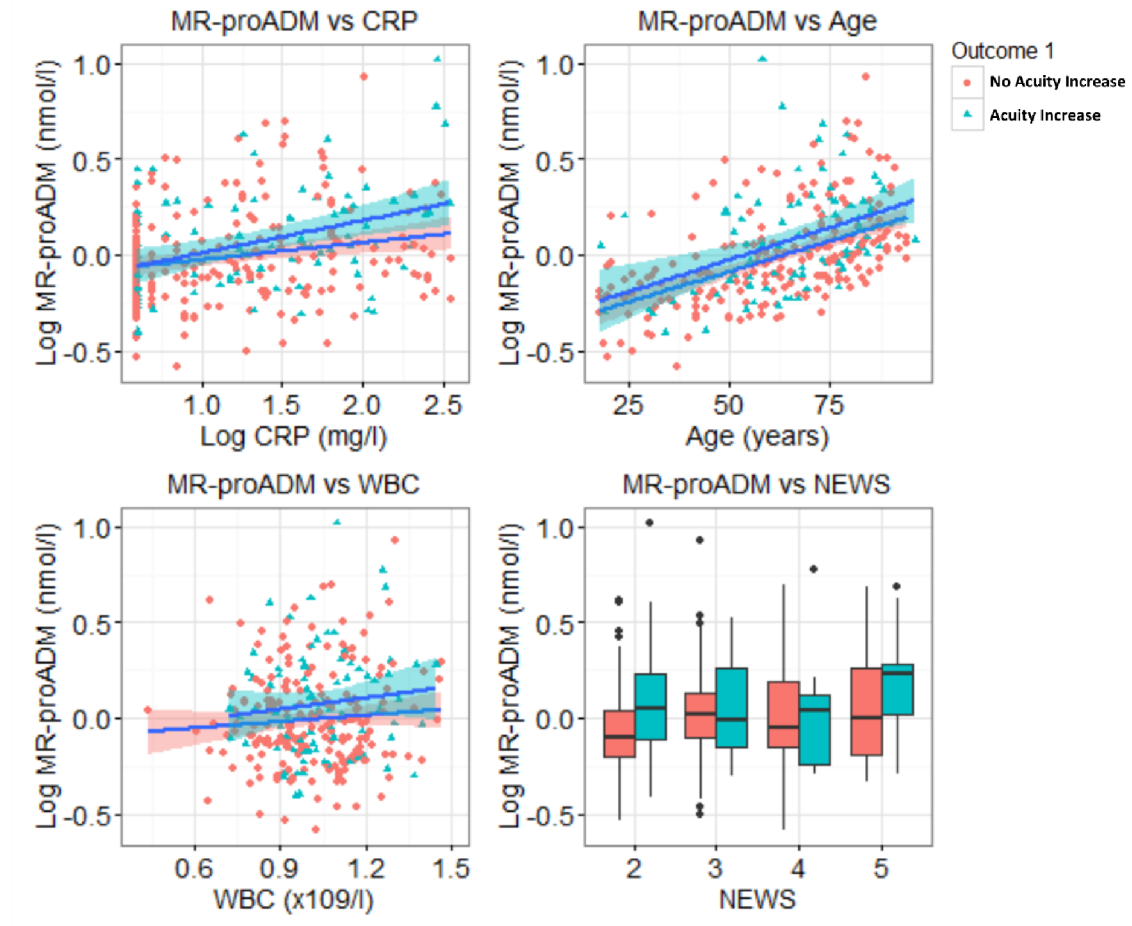 MR-proADM vs CRP
Log MR-proADM (nmol/l)
1.0
0.5
0.0
-0.5
1.0 1.5 2.0 2.5
Log CRP (mg/l)
MR-proADM vs Age
Log MR-proADM (nmol/l)
1.0
0.5
0.0
-0.5
25 50 75
Age (years)
Outcome 1
No Acuity Increase
Acuity Increase
MR-proADM vs WBC
Log MR-proADM (nmol/l)
1.0
0.5
0.0
-0.5
0.6 0.9 1.2 1.5
WBC (x109/l)
MR-proADM vs NEWS
Log MR-proADM (nmol/l)
1.0
0.5
0.0
-0.5
2 3 4 5
NEWS